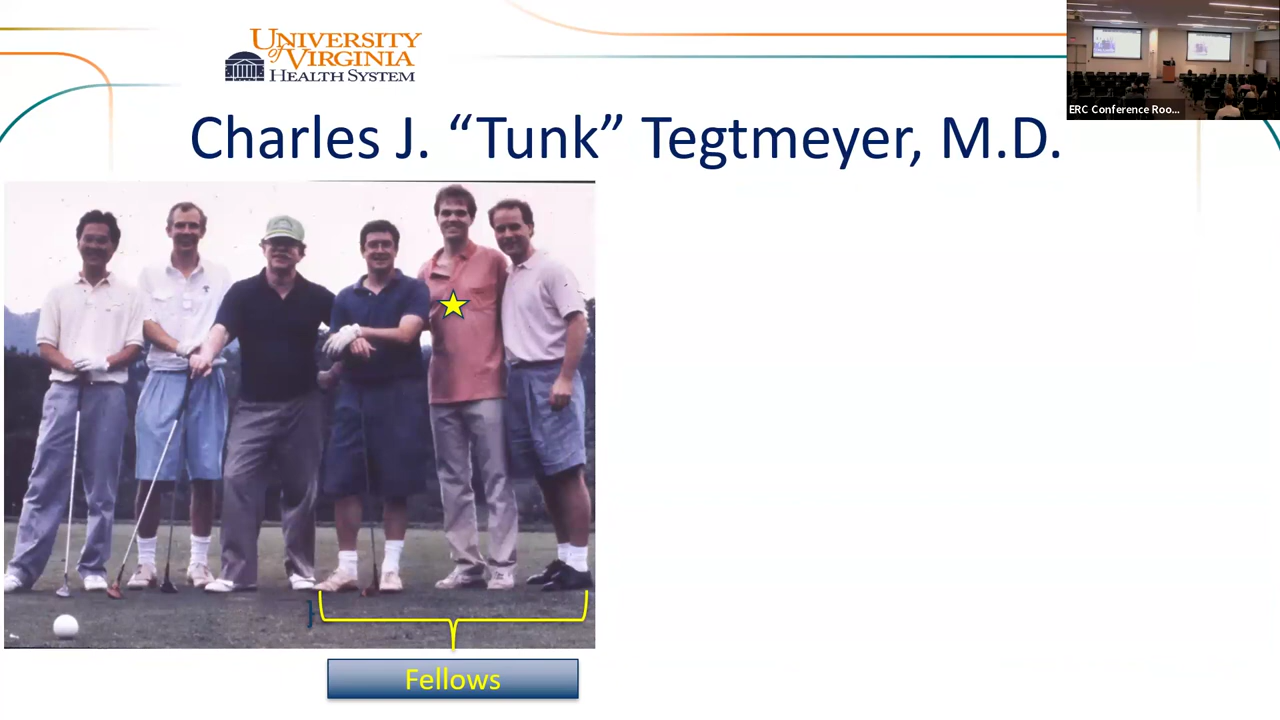 UNIVERSITY
of VIRGINIA
HEALTH SYSTEM
ERC Conference Roo...
Charles J. “Tunk” Tegtmeyer, M.D.
Fellows